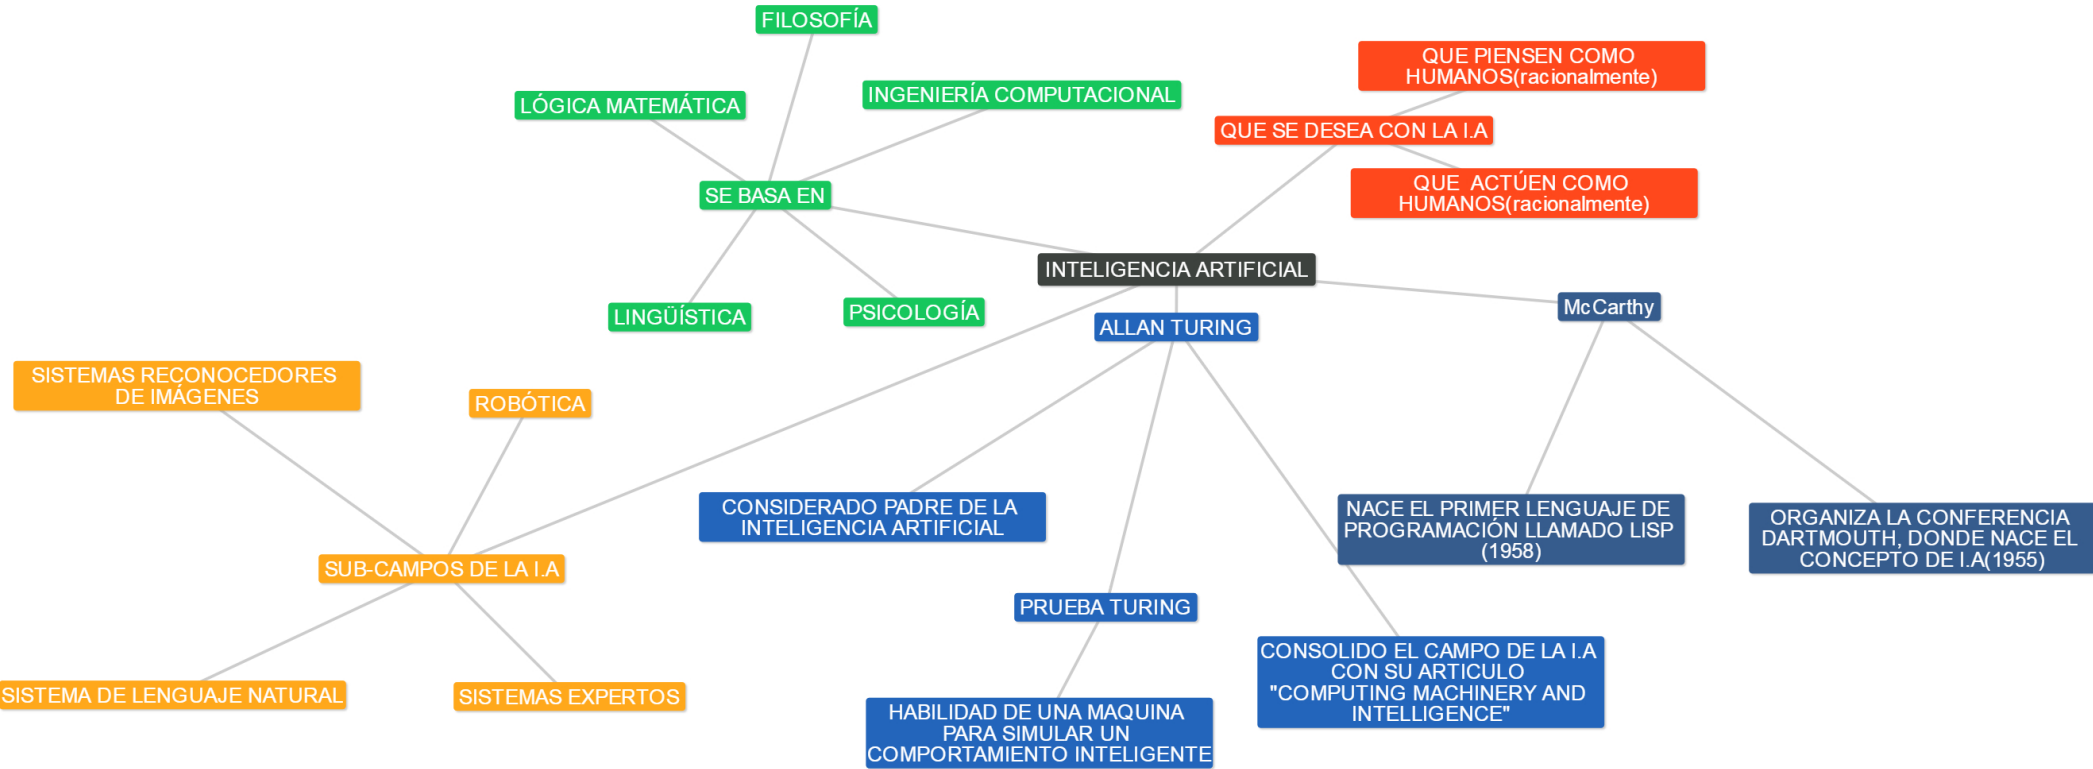 FILOSOFÍA
LÓGICA MATEMÁTICA
INGENIERÍA COMPUTACIONAL
SE BASA EN
LINGÜÍSTICA
PSICOLOGÍA
QUE PIENSEN COMO
HUMANOS(racionalmente)
QUE SE DESEA CON LA I.A
QUE  ACTÚEN COMO
HUMANOS(racionalmente)
INTELIGENCIA ARTIFICIAL
McCarthy
ALLAN TURING
SISTEMAS RECONOCEDORES
DE IMÁGENES
ROBÓTICA
SUB-CAMPOS DE LA I.A
SISTEMA DE LENGUAJE NATURAL
SISTEMAS EXPERTOS
CONSIDERADO PADRE DE LA
INTELIGENCIA ARTIFICIAL
PRUEBA TURING
HABILIDAD DE UNA MAQUINA
PARA SIMULAR UN
COMPORTAMIENTO INTELIGENTE
CONSOLIDO EL CAMPO DE LA I.A
CON SU ARTICULO
"COMPUTING MACHINERY AND
INTELLIGENCE"
NACE EL PRIMER LENGUAJE DE
PROGRAMACIÓN LLAMADO LISP
(1958)
ORGANIZA LA CONFERENCIA
DARTMOUTH, DONDE NACE EL
CONCEPTO DE I.A(1955)